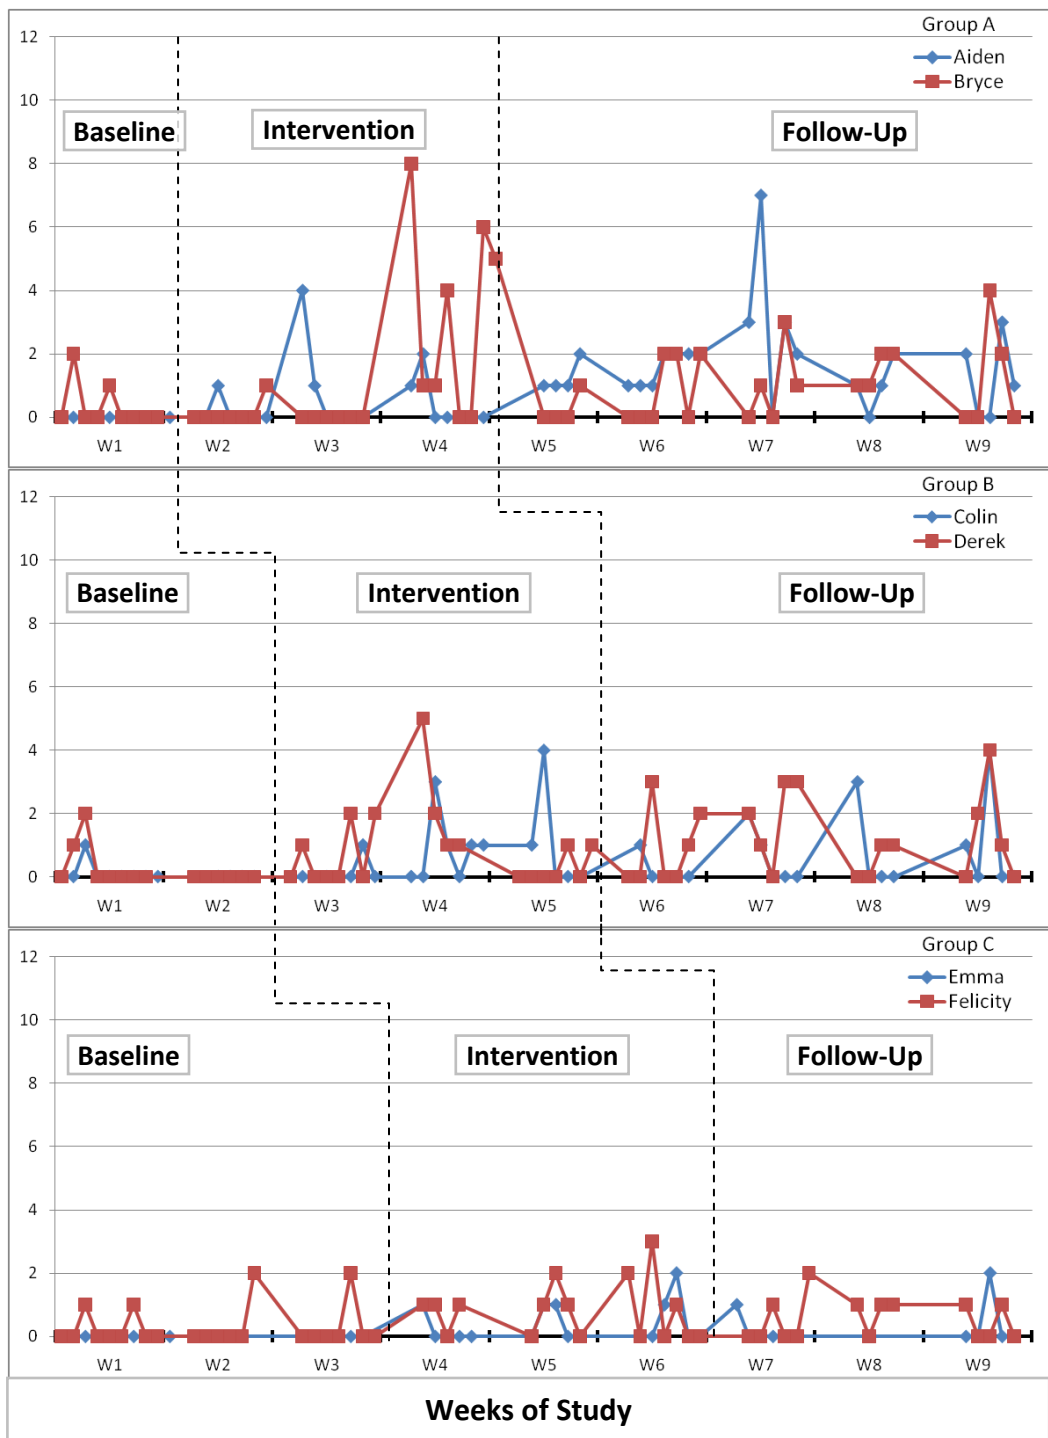 Group A
Aiden
Bryce
12
10
8
6
4
2
0
Baseline
Intervention
Follow-Up
W1 W2 W3 W4 W5 W6 W7 W8 W9
Group B
Colin
Derek
12
10
8
6
4
2
0
Baseline
Intervention
Follow-Up
W1 W2 W3 W4 W5 W6 W7 W8 W9
Group C
Emma
Felicity
12
10
8
6
4
2
0
Baseline
Intervention
Follow-Up
W1 W2 W3 W4 W5 W6 W7 W8 W9
Weeks of Study